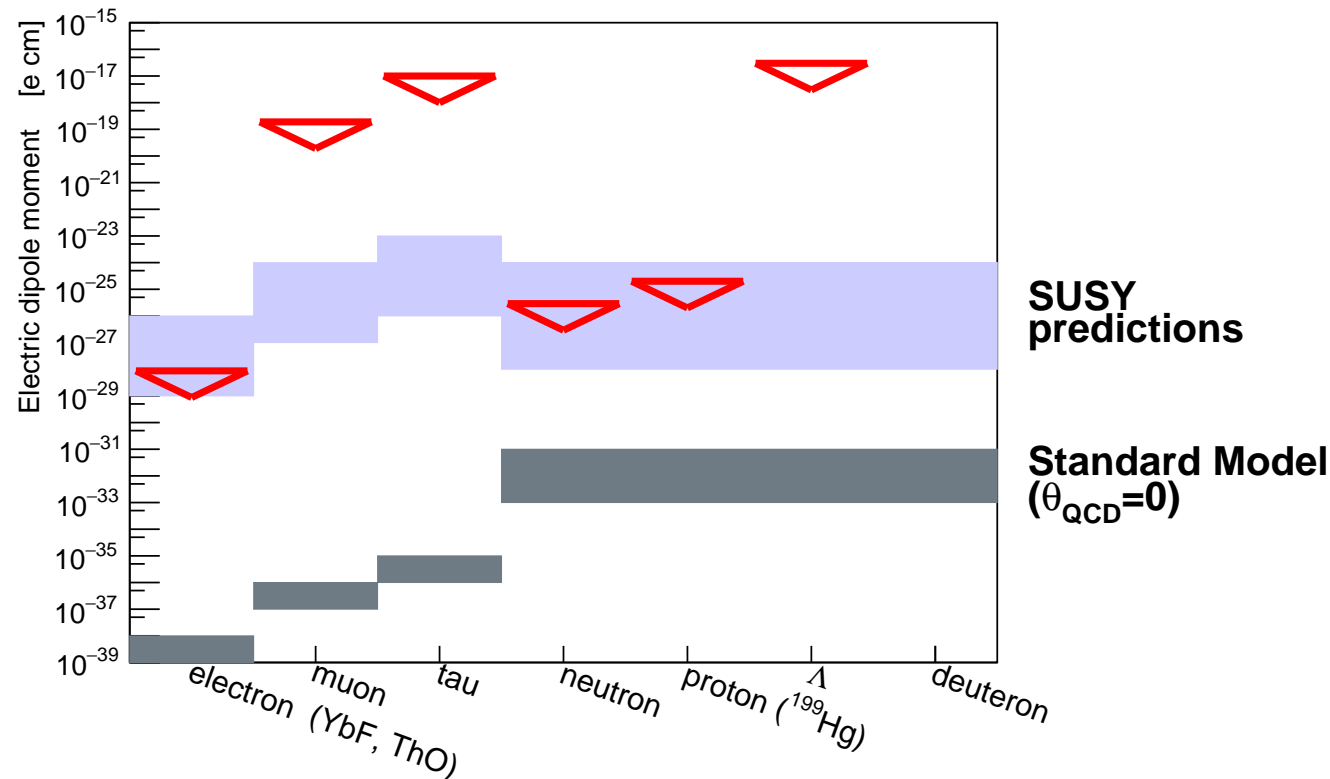 Electric dipole moment [e cm]
10⁻¹⁵
10⁻¹⁷
10⁻¹⁹
10⁻²¹
10⁻²³
10⁻²⁵
10⁻²⁷
10⁻²⁹
10⁻³¹
10⁻³³
10⁻³⁵
10⁻³⁷
10⁻³⁹
electron (YbF, ThO)
muon
tau
neutron
proton (¹⁹⁹Hg)
Λ
deuteron
SUSY
predictions
Standard Model
(θ_QCD=0)